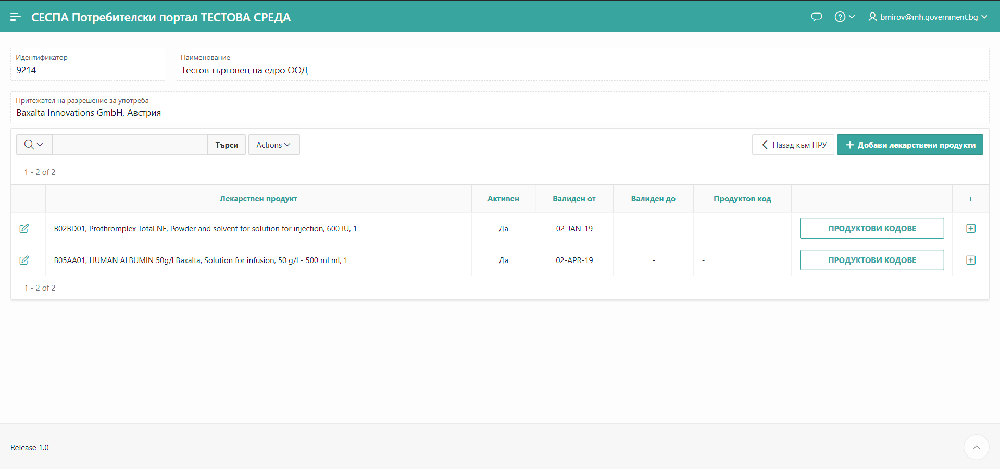 СЕСПА Потребителски портал ТЕСТОВА СРЕДА
bmirov@mh.government.bg
Идентификатор
9214
Наименование
Тестов търговец на едро ООД
Притежател на разрешение за употреба
Baxalta Innovations GmbH, Австрия
Търси
Actions
Назад към ПРУ
+ Добави лекарствени продукти
1 - 2 of 2
Лекарствен продукт Активен Валиден от Валиден до Продуктов код +
B02BD01, Prothromplex Total NF, Powder and solvent for solution for injection, 600 IU, 1 Да 02-JAN-19 - - ПРОДУКТОВИ КОДОВЕ
B05AA01, HUMAN ALBUMIN 50g/l Baxalta, Solution for infusion, 50 g/l - 500 ml ml, 1 Да 02-APR-19 - - ПРОДУКТОВИ КОДОВЕ
1 - 2 of 2
Release 1.0